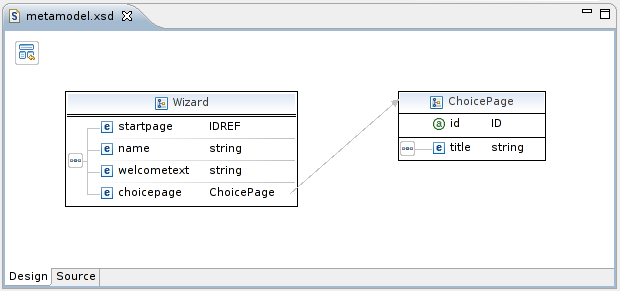 metamodel.xsd
Wizard
startpage IDREF
name string
welcometext string
choicepage ChoicePage
ChoicePage
a id ID
e title string
Design Source